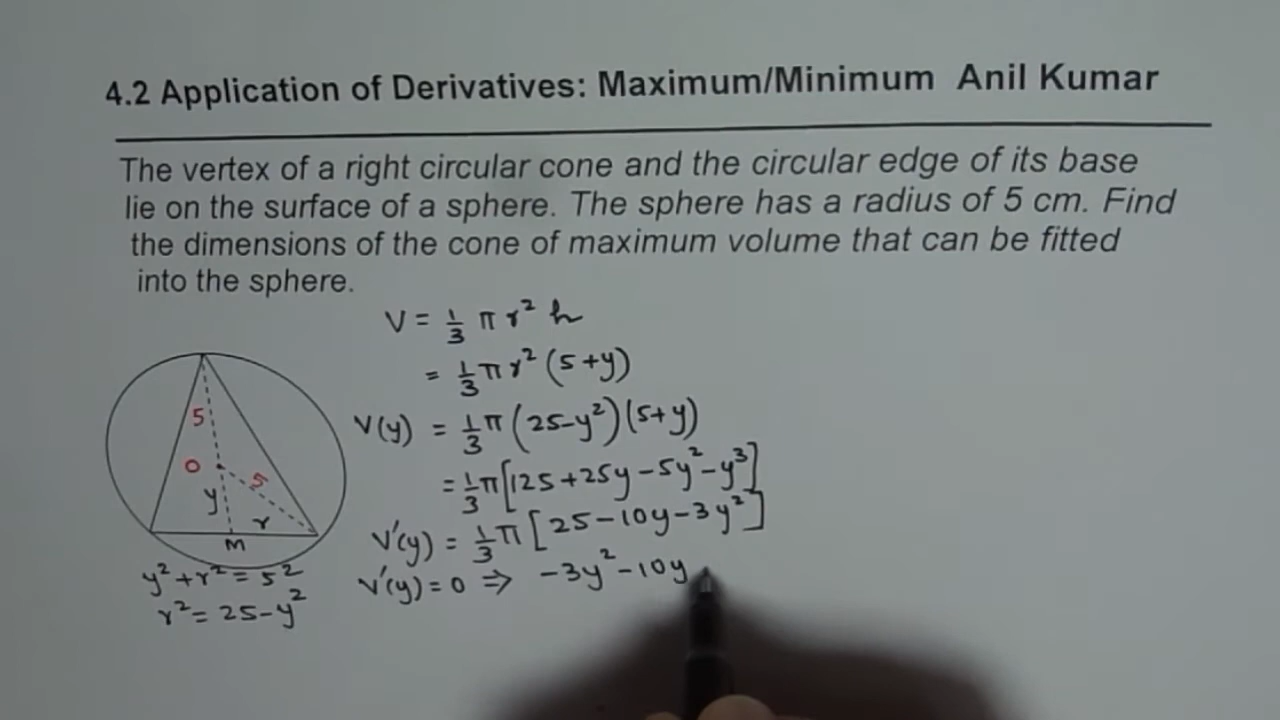 4.2 Application of Derivatives: Maximum/Minimum Anil Kumar
The vertex of a right circular cone and the circular edge of its base
lie on the surface of a sphere. The sphere has a radius of 5 cm. Find
the dimensions of the cone of maximum volume that can be fitted
into the sphere.
V = 1/3 π r² h
= 1/3 π r² (5+y)
V(y) = 1/3 π (25-y²)(5+y)
= 1/3 π [125 + 25y - 5y² - y³]
V'(y) = 1/3 π [25 - 10y - 3y²]
V'(y) = 0 ⇒ -3y² - 10y
5
O
5
y
r
M
y² + r² = 5²
r² = 25 - y²